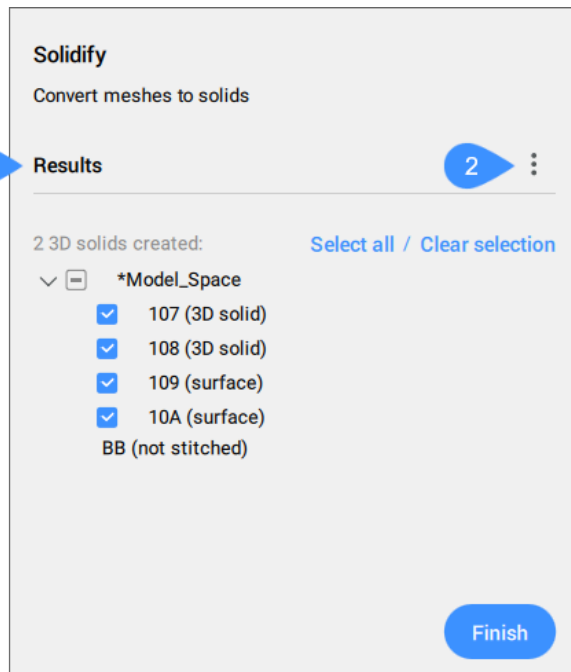 Solidify
Convert meshes to solids
Results
2
2 3D solids created:
Select all / Clear selection
*Model_Space
107 (3D solid)
108 (3D solid)
109 (surface)
10A (surface)
BB (not stitched)
Finish